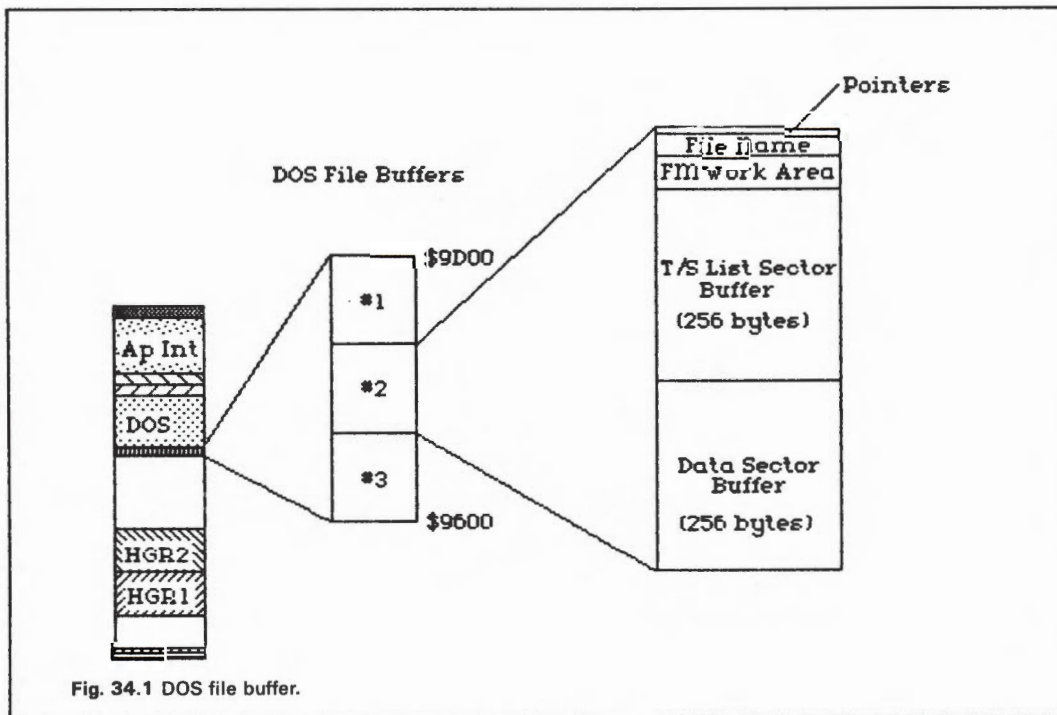 Pointers
File Name
FM Work Area
DOS File Buffers
T/S List Sector
Buffer
(256 bytes)
$9D00
#1
Ap Int
#2
DOS
#3
Data Sector
Buffer
(256 bytes)
$9600
HGR2
HGR1
Fig. 34.1 DOS file buffer.